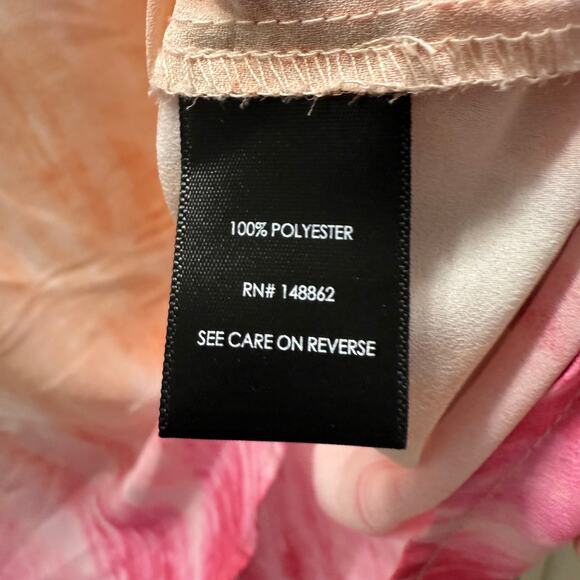 100% POLYESTER
RN# 148862
SEE CARE ON REVERSE